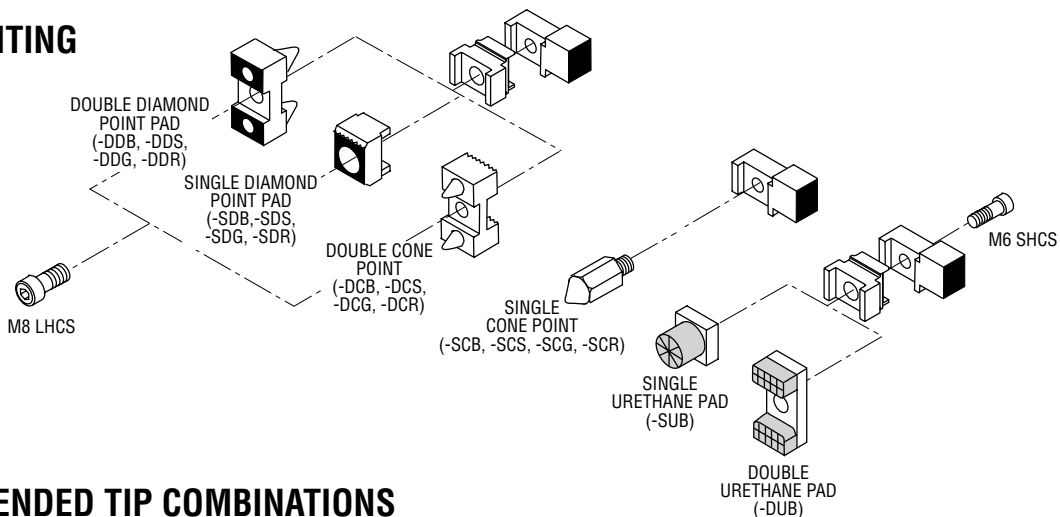 NTING
DOUBLE DIAMOND
POINT PAD
(-DDB, -DDS,
-DDG, -DDR)
SINGLE DIAMOND
POINT PAD
(-SDB,-SDS,
-SDG, -SDR)
DOUBLE CONE
POINT
(-DCB, -DCS,
-DCG, -DCR)
M8 LHCS
SINGLE
CONE POINT
(-SCB, -SCS, -SCG, -SCR)
M6 SHCS
SINGLE
URETHANE PAD
(-SUB)
DOUBLE
URETHANE PAD
(-DUB)
ENDED TIP COMBINATIONS